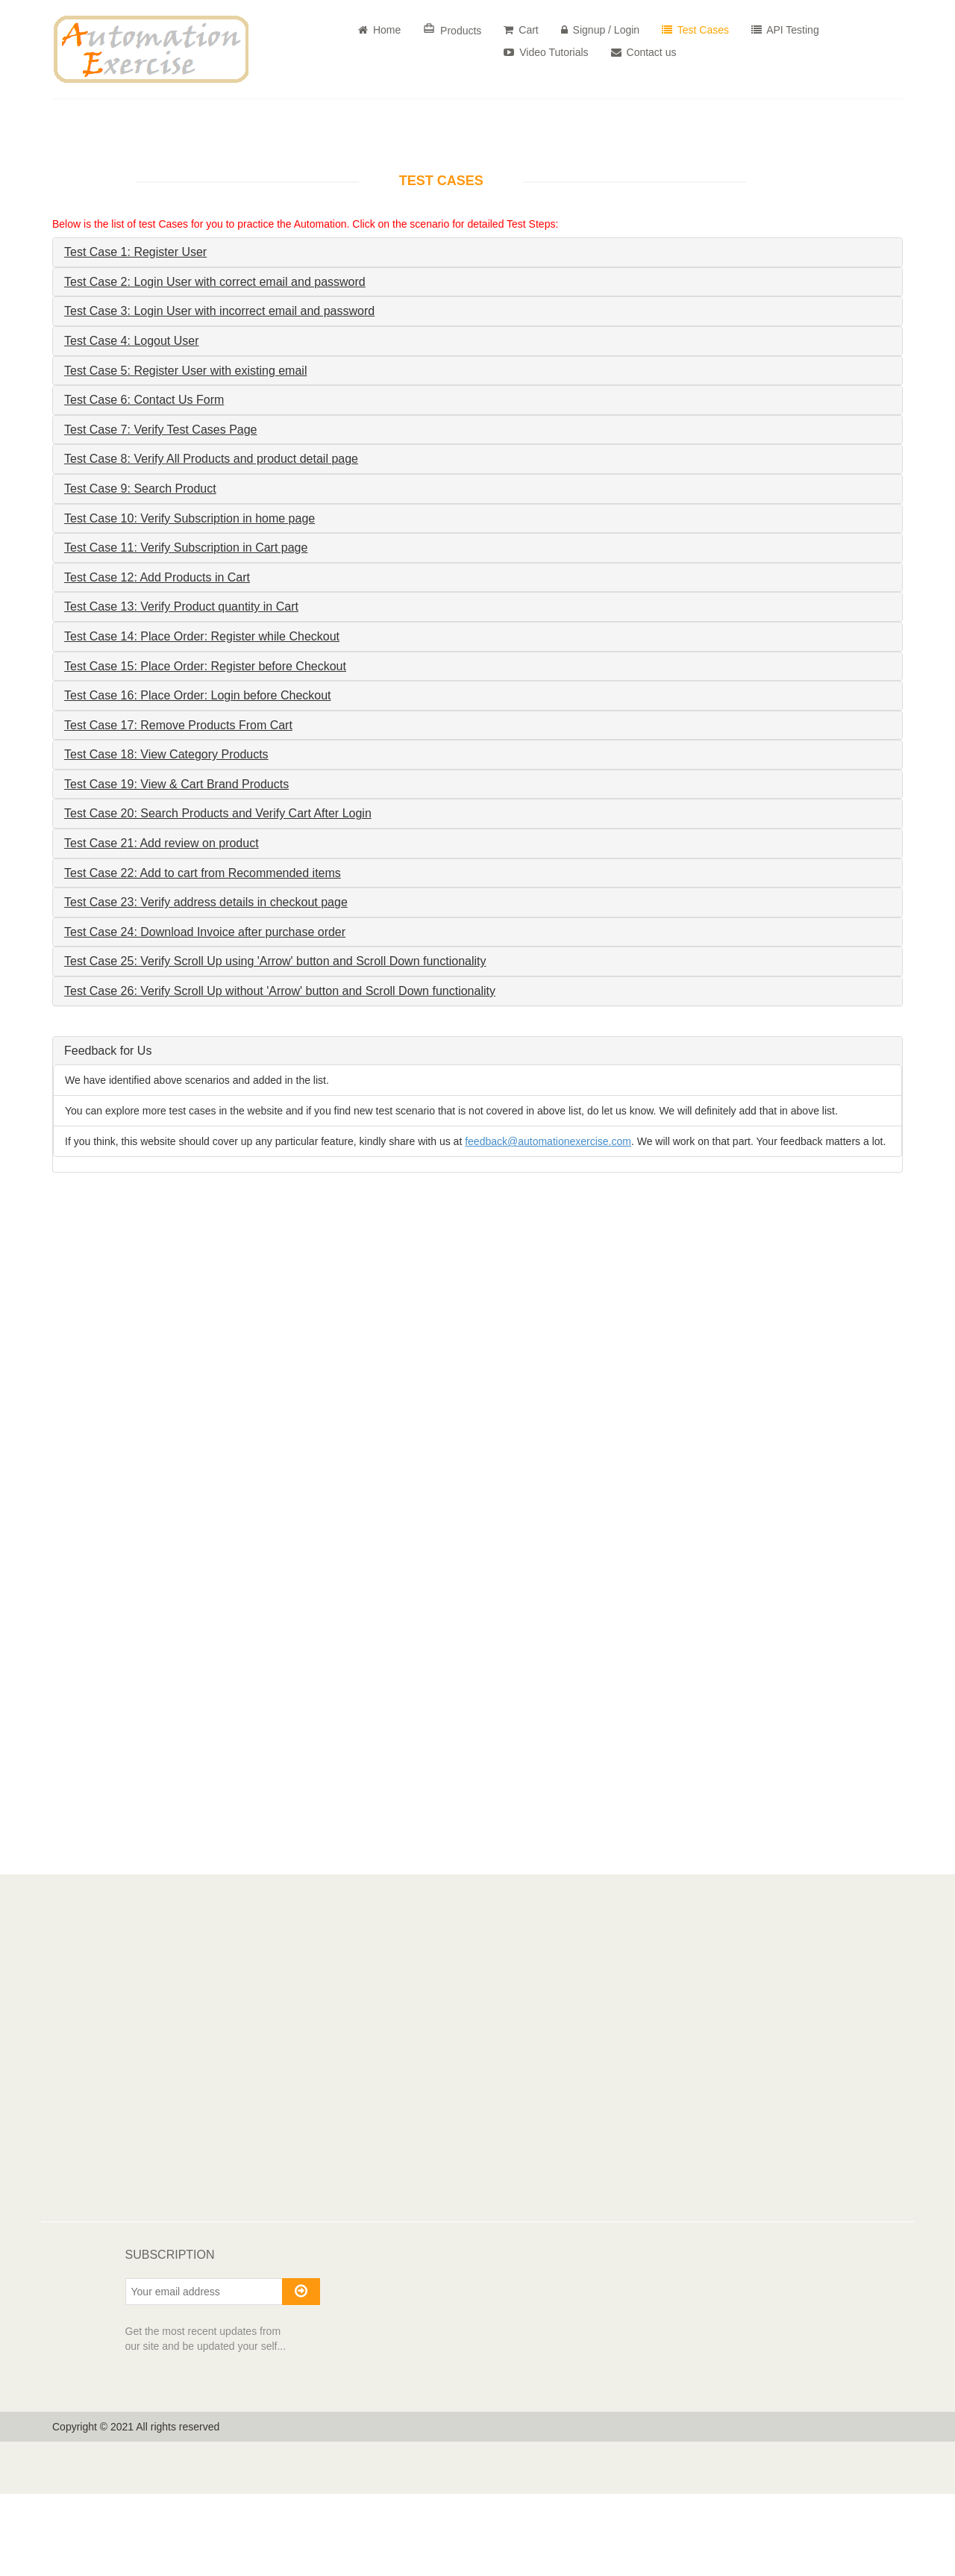 Automation
Exercise
Home
Products
Cart
Signup / Login
Test Cases
API Testing
Video Tutorials
Contact us
TEST CASES
Below is the list of test Cases for you to practice the Automation. Click on the scenario for detailed Test Steps:
Test Case 1: Register User
Test Case 2: Login User with correct email and password
Test Case 3: Login User with incorrect email and password
Test Case 4: Logout User
Test Case 5: Register User with existing email
Test Case 6: Contact Us Form
Test Case 7: Verify Test Cases Page
Test Case 8: Verify All Products and product detail page
Test Case 9: Search Product
Test Case 10: Verify Subscription in home page
Test Case 11: Verify Subscription in Cart page
Test Case 12: Add Products in Cart
Test Case 13: Verify Product quantity in Cart
Test Case 14: Place Order: Register while Checkout
Test Case 15: Place Order: Register before Checkout
Test Case 16: Place Order: Login before Checkout
Test Case 17: Remove Products From Cart
Test Case 18: View Category Products
Test Case 19: View & Cart Brand Products
Test Case 20: Search Products and Verify Cart After Login
Test Case 21: Add review on product
Test Case 22: Add to cart from Recommended items
Test Case 23: Verify address details in checkout page
Test Case 24: Download Invoice after purchase order
Test Case 25: Verify Scroll Up using 'Arrow' button and Scroll Down functionality
Test Case 26: Verify Scroll Up without 'Arrow' button and Scroll Down functionality
Feedback for Us
We have identified above scenarios and added in the list.
You can explore more test cases in the website and if you find new test scenario that is not covered in above list, do let us know. We will definitely add that in above list.
If you think, this website should cover up any particular feature, kindly share with us at feedback@automationexercise.com. We will work on that part. Your feedback matters a lot.
SUBSCRIPTION
Your email address
Get the most recent updates from
our site and be updated your self...
Copyright © 2021 All rights reserved